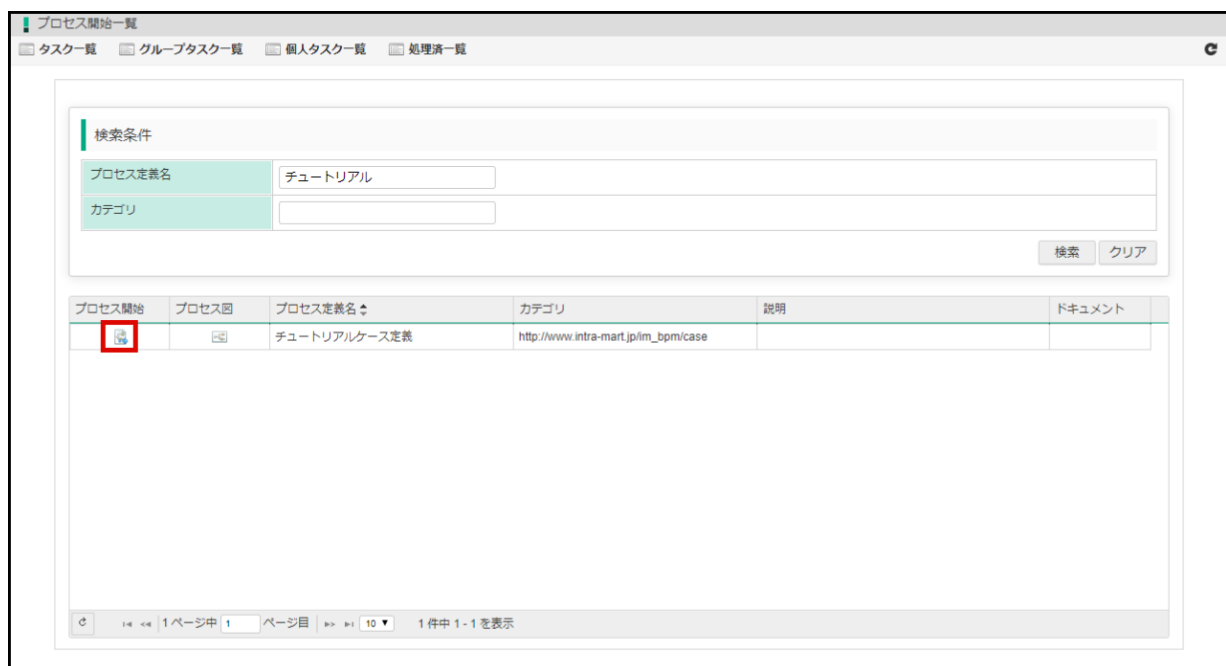 プロセス開始一覧
タスク一覧 グループタスク一覧 個人タスク一覧 処理済一覧
検索条件
プロセス定義名 チュートリアル
カテゴリ
検索 クリア
プロセス開始 プロセス図 プロセス定義名 カテゴリ 説明 ドキュメント
チュートリアルケース定義 http://www.intra-mart.jp/im_bpm/case
1 ページ中 1 ページ目 10 1 件中 1 - 1 を表示